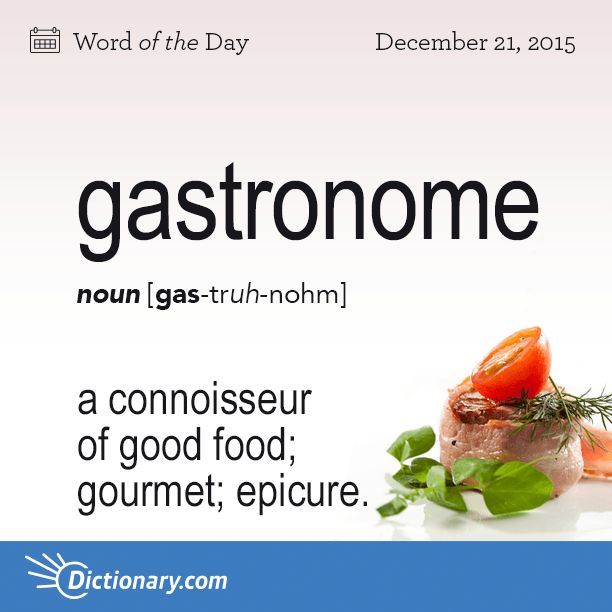 Word of the Day
December 21, 2015
gastronome
noun [gas-truh-nohm]
a connoisseur
of good food;
gourmet; epicure.
Dictionary.com